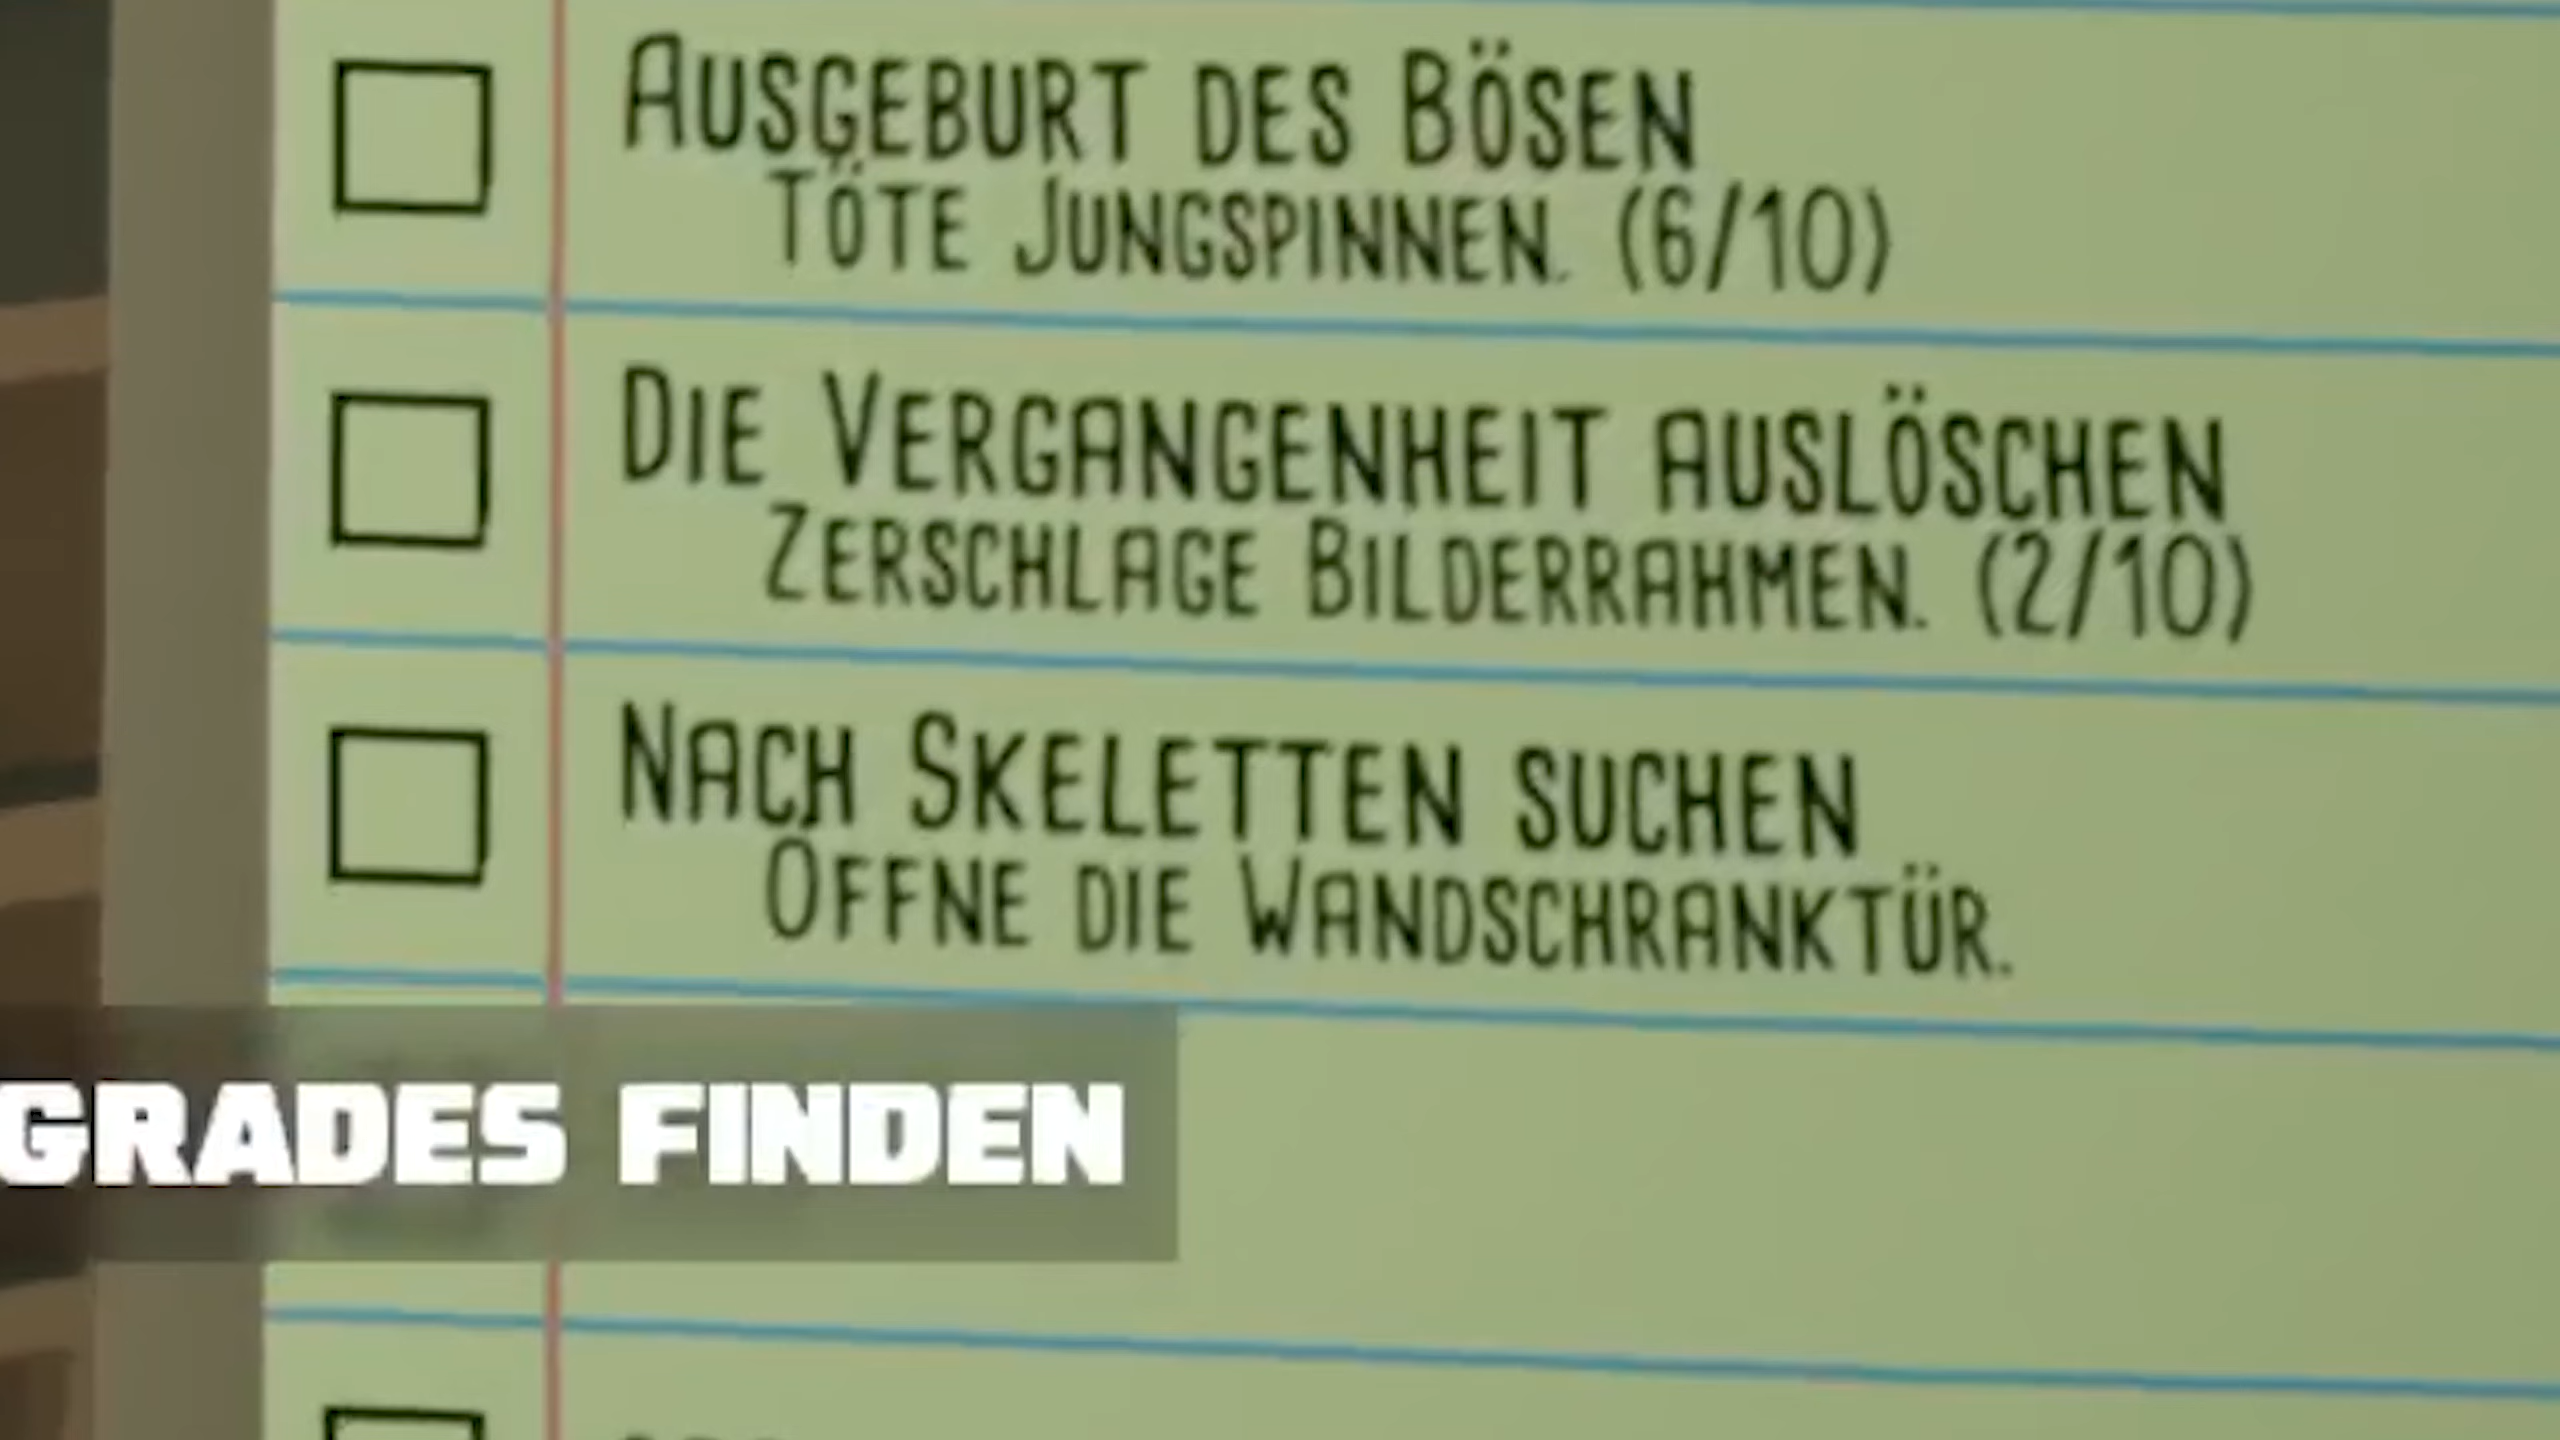 AUSGEBURT DES BÖSEN
TÖTE JUNGSPINNEN. (6/10)
DIE VERGANGENHEIT AUSLÖSCHEN
ZERSCHLAGE BILDERRAHMEN. (2/10)
NACH SKELETTEN SUCHEN
ÖFFNE DIE WANDSCHRANKTÜR.
GRADES FINDEN